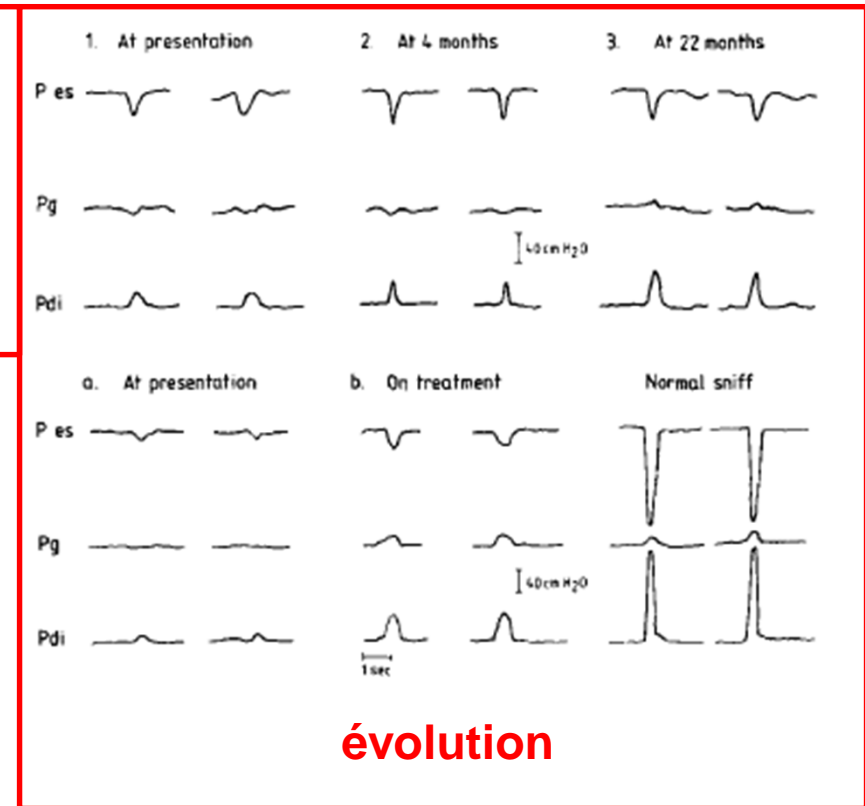 1. At presentation 2. At 4 months 3. At 22 months
P es
Pg
40 cm H2O
Pdi
a. At presentation b. On treatment Normal sniff
P es
Pg
40 cm H2O
Pdi
1 sec
évolution